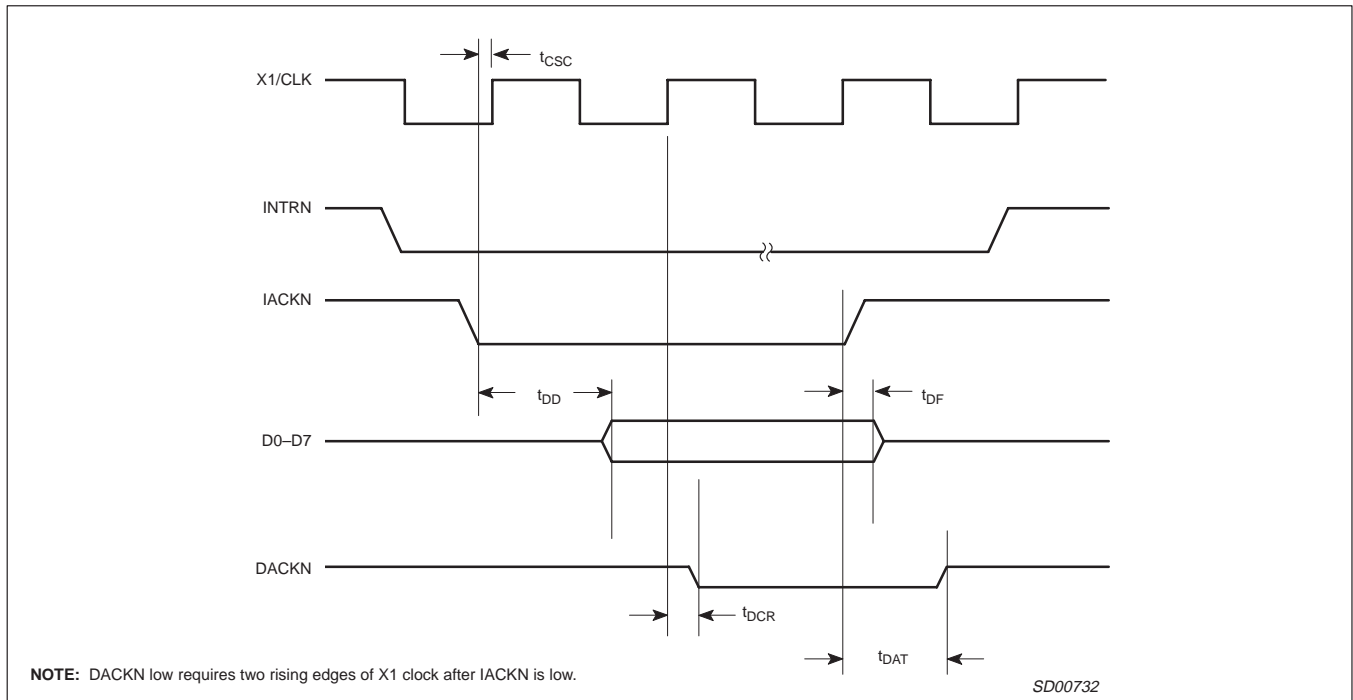 tCSC
X1/CLK
INTRN
IACKN
tDD
tDF
D0–D7
DACKN
tDCR
tDAT
NOTE: DACKN low requires two rising edges of X1 clock after IACKN is low.
SD00732